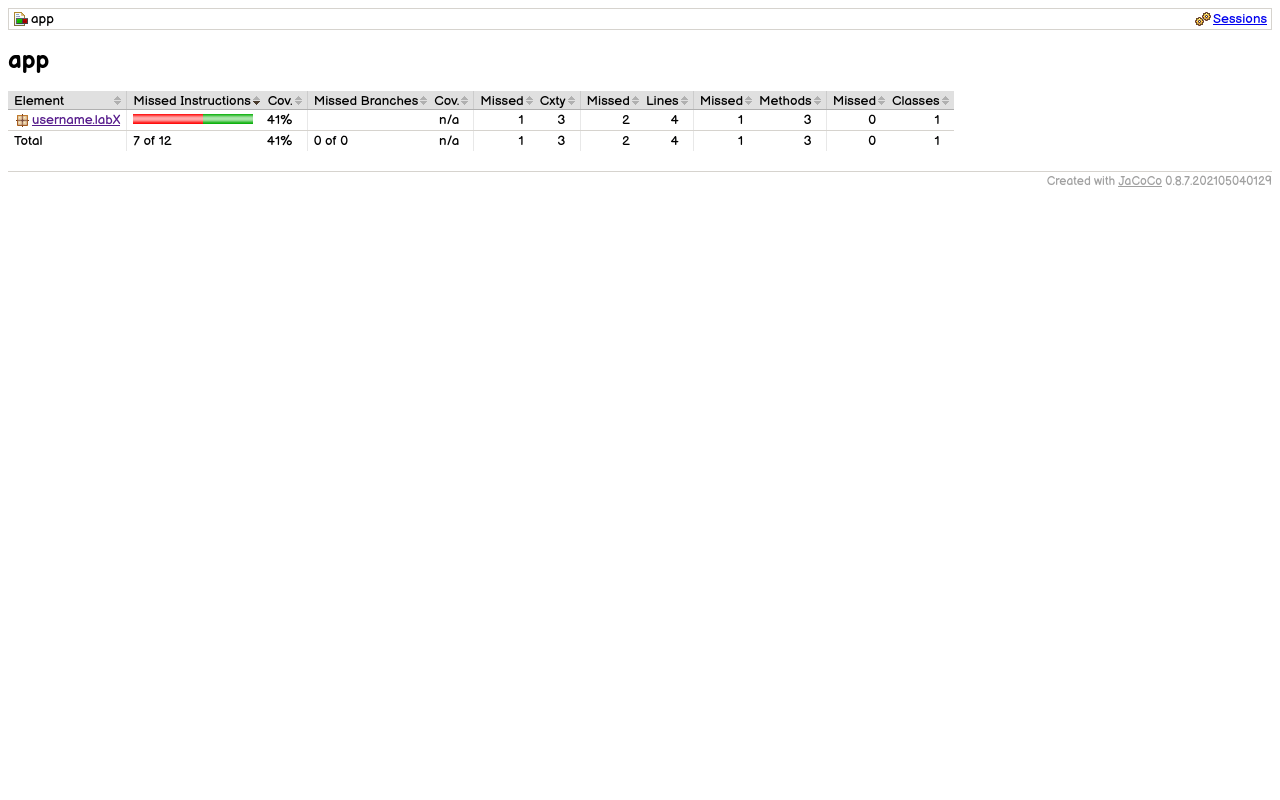 app Sessions
app
Element Missed Instructions Cov. Missed Branches Cov. Missed Cxty Missed Lines Missed Methods Missed Classes
username.labX 41% n/a 1 3 2 4 1 3 0 1
Total 7 of 12 41% 0 of 0 n/a 1 3 2 4 1 3 0 1
Created with JaCoCo 0.8.7.202105040129